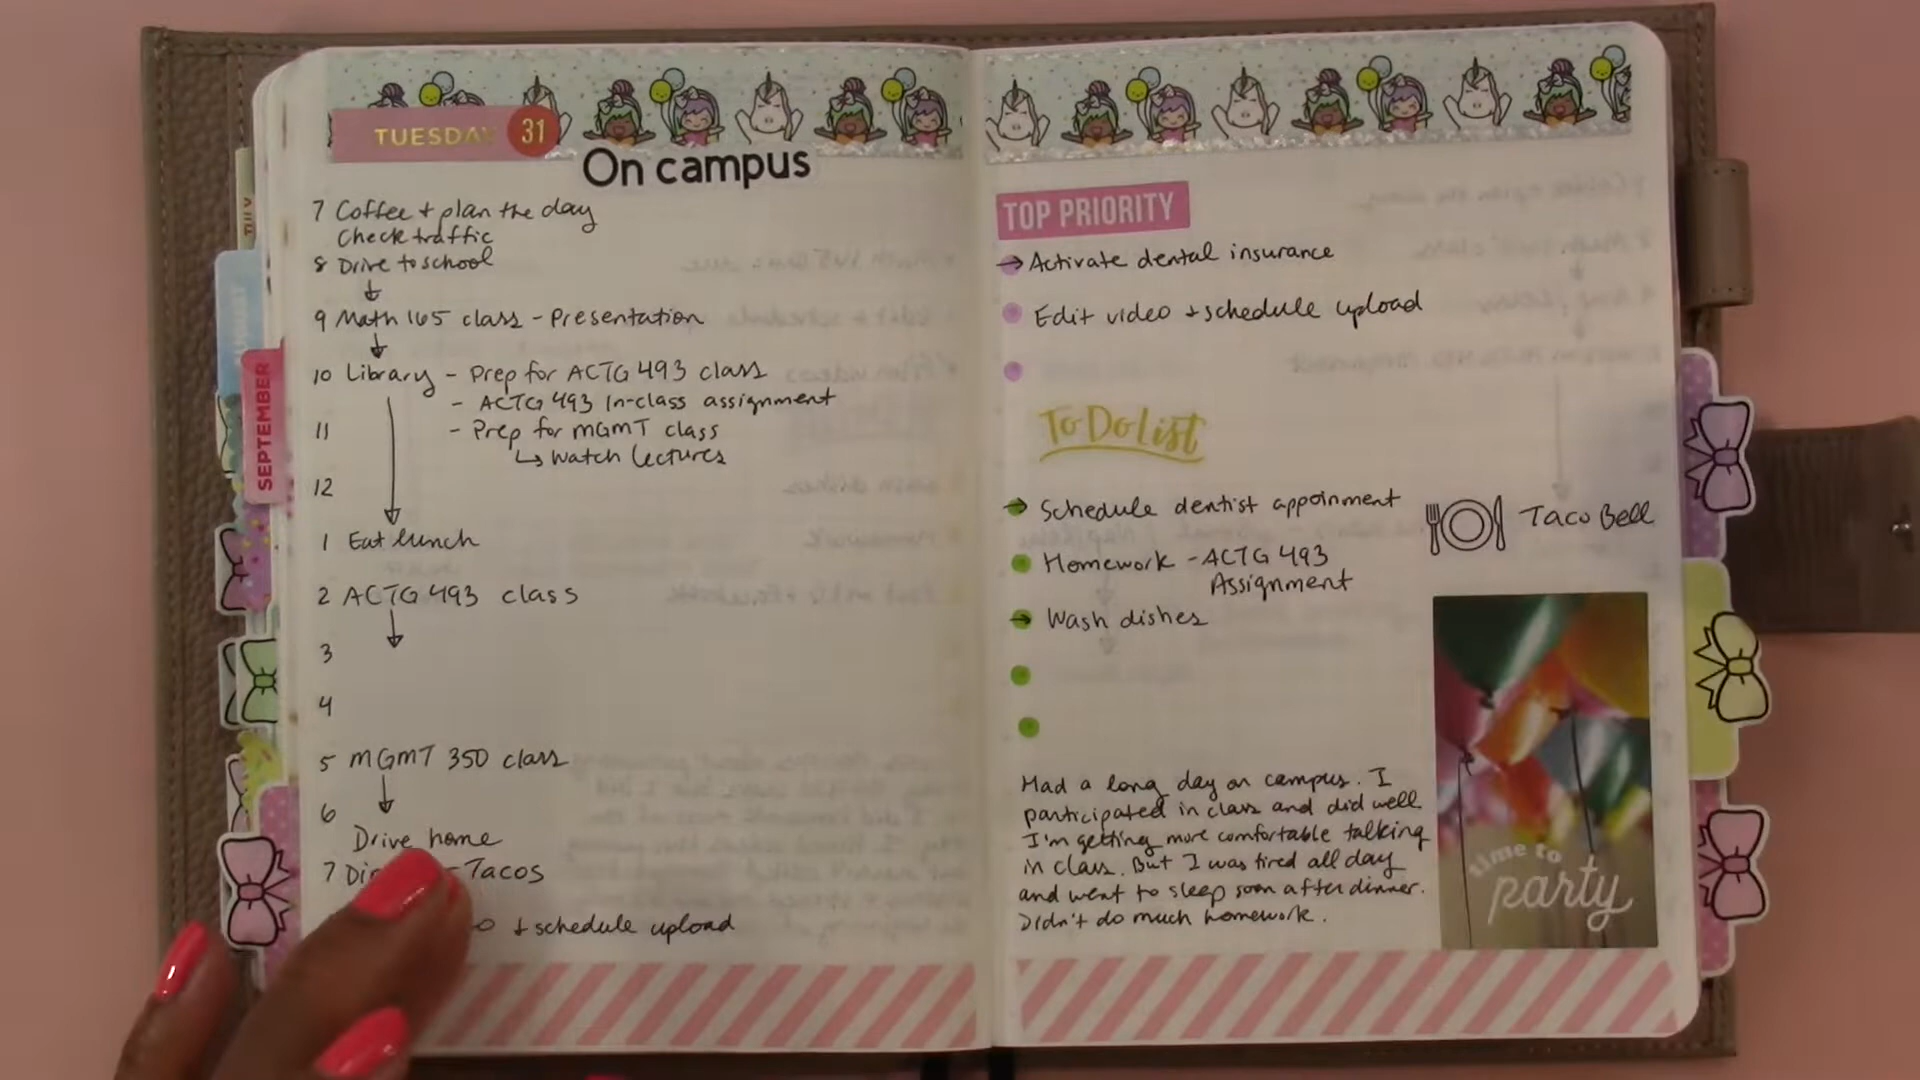 TUESDAY 31
On campus
7 Coffee + plan the day
Check traffic
8 Drive to school
9 Math 165 class - Presentation
10 Library - Prep for ACTG 493 class
- ACTG 493 In-class assignment
11 - Prep for MGMT class
↳ Watch lectures
12
1 Eat lunch
2 ACTG 493 class
3
4
5 MGMT 350 class
6
Drive home
7 - Tacos
+ schedule upload
SEPTEMBER
TOP PRIORITY
→ Activate dental insurance
Edit video + schedule upload
To Do List
→ Schedule dentist appoinment
Taco Bell
Homework - ACTG 493
Assignment
→ Wash dishes
Had a long day on campus. I
participated in class and did well
I'm getting more comfortable talking
in class. But I was tired all day
and went to sleep soon after dinner.
Didn't do much homework.
time to
party